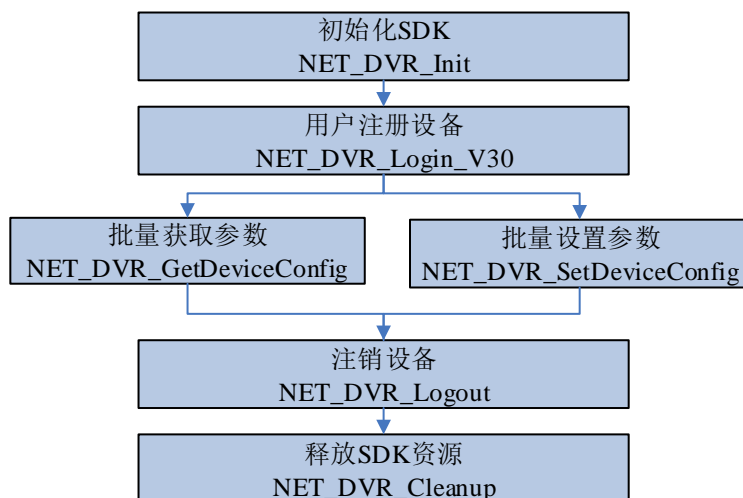 初始化SDK
NET_DVR_Init
用户注册设备
NET_DVR_Login_V30
批量获取参数
NET_DVR_GetDeviceConfig
批量设置参数
NET_DVR_SetDeviceConfig
注销设备
NET_DVR_Logout
释放SDK资源
NET_DVR_Cleanup